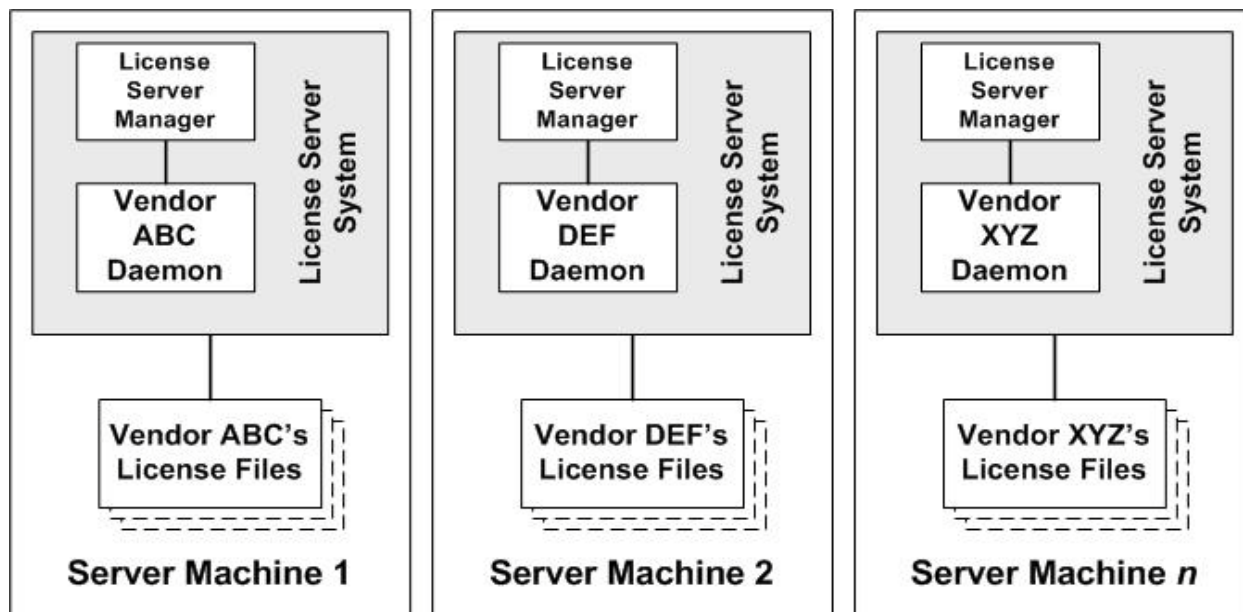 License
Server
Manager
Vendor
ABC
Daemon
License Server
System
Vendor ABC's
License Files
Server Machine 1
License
Server
Manager
Vendor
DEF
Daemon
License Server
System
Vendor DEF's
License Files
Server Machine 2
License
Server
Manager
Vendor
XYZ
Daemon
License Server
System
Vendor XYZ's
License Files
Server Machine n